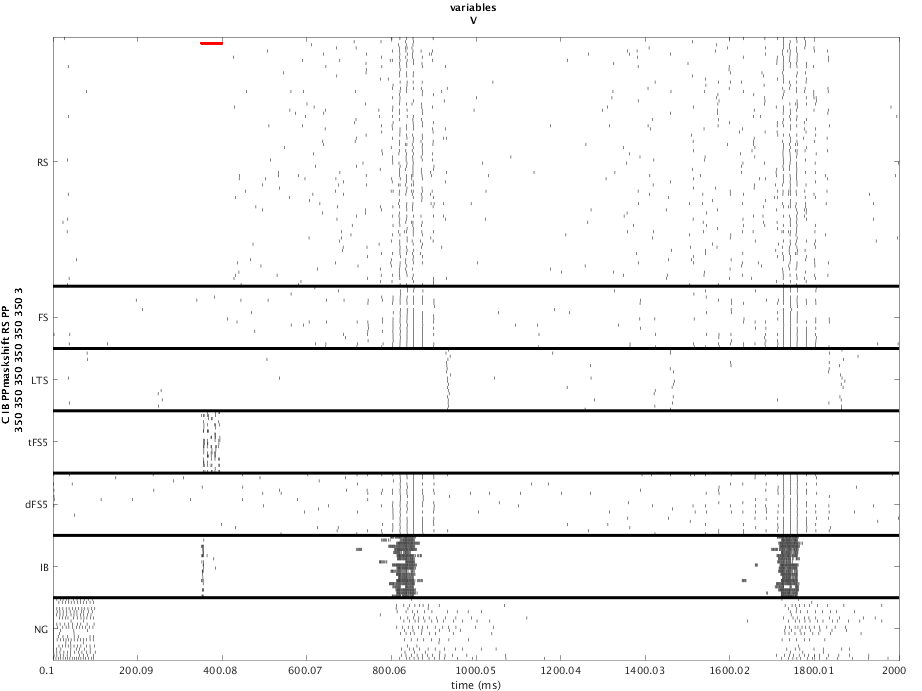 variables
V
C IB PPmaskshift RS PP
350 350 350 350 350 350 3
RS
FS
LTS
tFS5
dFS5
IB
NG
0.1 200.09 400.08 600.07 800.06 1000.05 1200.04 1400.03 1600.02 1800.01 2000
time (ms)